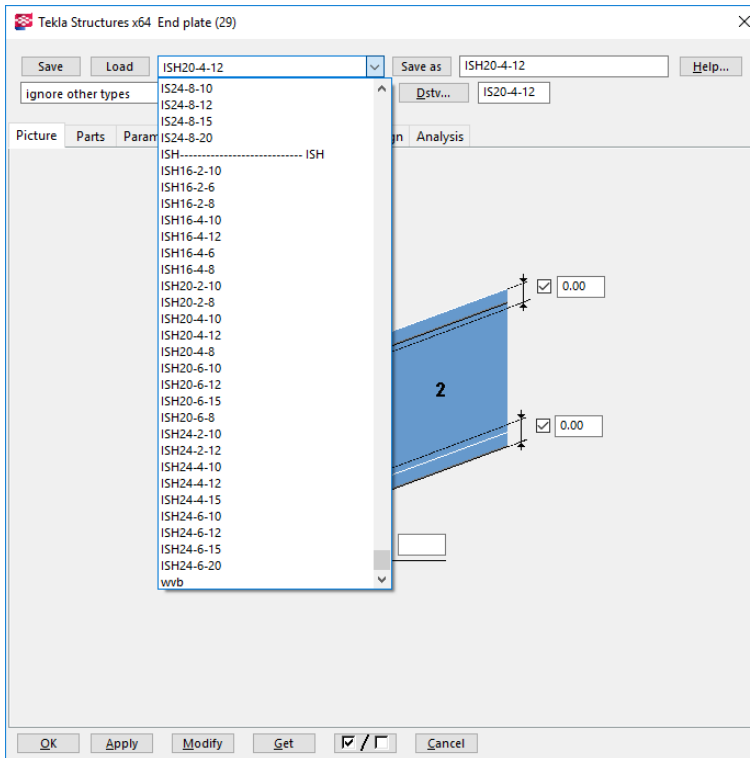 Tekla Structures x64 End plate (29)
Save Load ISH20-4-12 Save as ISH20-4-12 Help...
ignore other types Dstv... IS20-4-12
Picture Parts Param gn Analysis
IS24-8-10
IS24-8-12
IS24-8-15
IS24-8-20
ISH---------------------------- ISH
ISH16-2-10
ISH16-2-6
ISH16-2-8
ISH16-4-10
ISH16-4-12
ISH16-4-6
ISH16-4-8
ISH20-2-10
ISH20-2-8
ISH20-4-10
ISH20-4-12
ISH20-4-8
ISH20-6-10
ISH20-6-12
ISH20-6-15
ISH20-6-8
ISH24-2-10
ISH24-2-12
ISH24-4-10
ISH24-4-12
ISH24-4-15
ISH24-6-10
ISH24-6-12
ISH24-6-15
ISH24-6-20
wvb
0.00
2
0.00
OK Apply Modify Get / Cancel